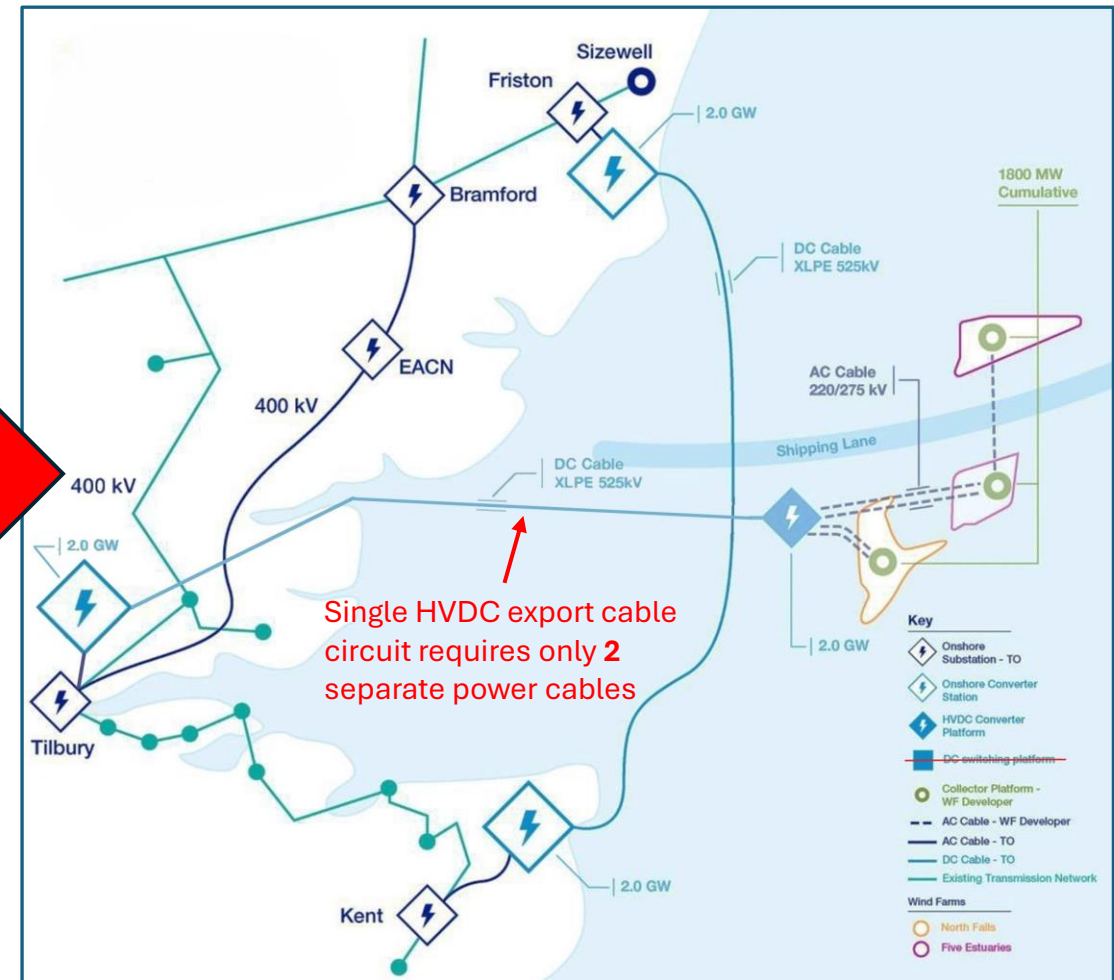 Sizewell
Friston
2.0 GW
Bramford
1800 MW
Cumulative
DC Cable
XLPE 525kV
EACN
AC Cable
220/275 kV
400 kV
Shipping Lane
DC Cable
XLPE 525kV
400 kV
2.0 GW
Single HVDC export cable
circuit requires only 2
separate power cables
2.0 GW
Tilbury
2.0 GW
Kent
Key
Onshore
Substation - TO
Onshore Converter
Station
HVDC Converter
Platform
DC switching platform
Collector Platform -
WF Developer
AC Cable - WF Developer
AC Cable - TO
DC Cable - TO
Existing Transmission Network
Wind Farms
North Falls
Five Estuaries